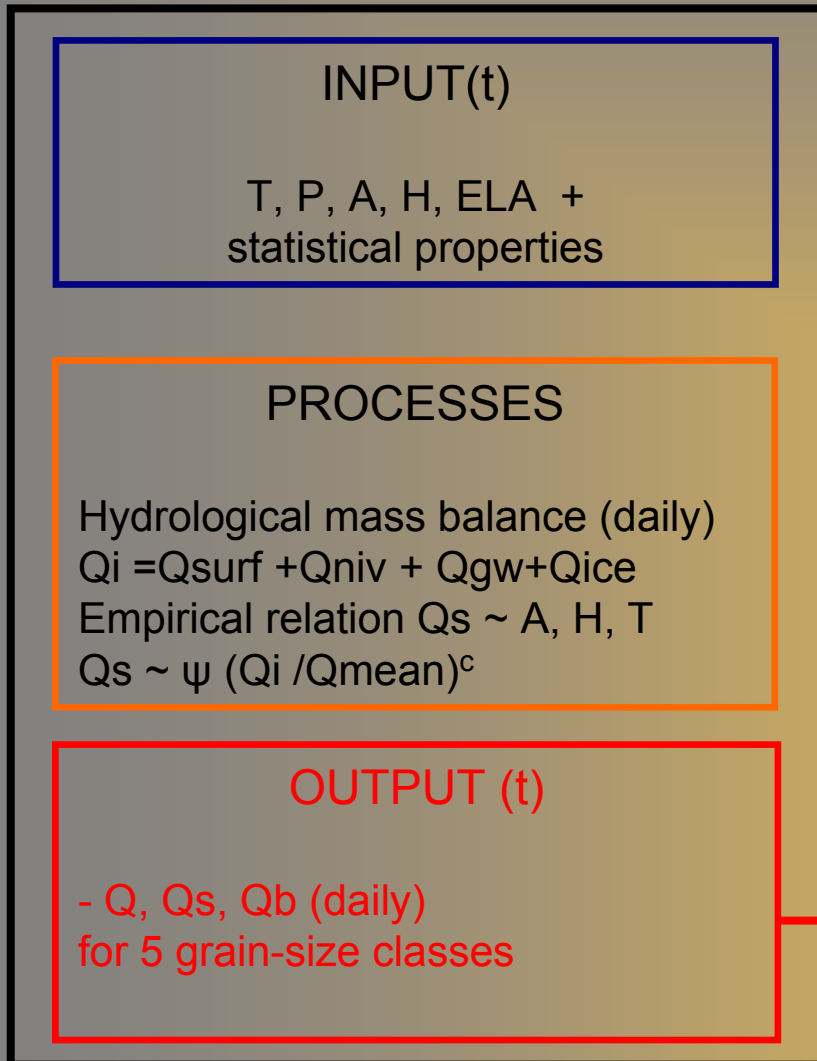 INPUT(t)
T, P, A, H, ELA +
statistical properties
PROCESSES
Hydrological mass balance (daily)
Qi =Qsurf +Qniv + Qgw+Qice
Empirical relation Qs ~ A, H, T
Qs ~ ψ (Qi /Qmean)ᶜ
OUTPUT (t)
- Q, Qs, Qb (daily)
for 5 grain-size classes